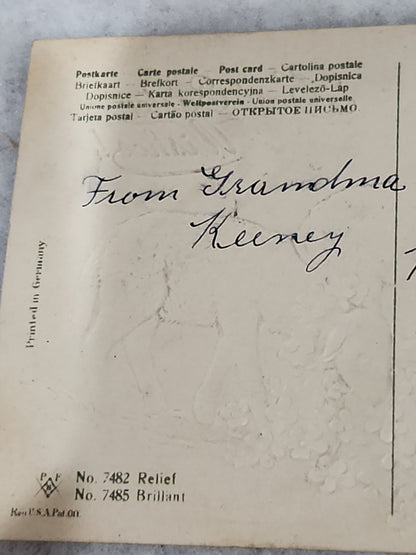 Postkarte Carte postale Post card – Cartolina postale
Briefkaart – Brefkort – Correspondenzkarte – Dopisnica
Dopisnice – Karta korespondencyjna – Levelező-Lap
Unione postale universale - Weltpostverein - Union postale universelle
Tarjeta postal – Cartão postal – ОТКРЫТОЕ ПИСЬМО.
From Grandma
Keeney
Printed in Germany
P F
No. 7482 Relief
No. 7485 Brillant
Reg U.S.A.Pat.Off.